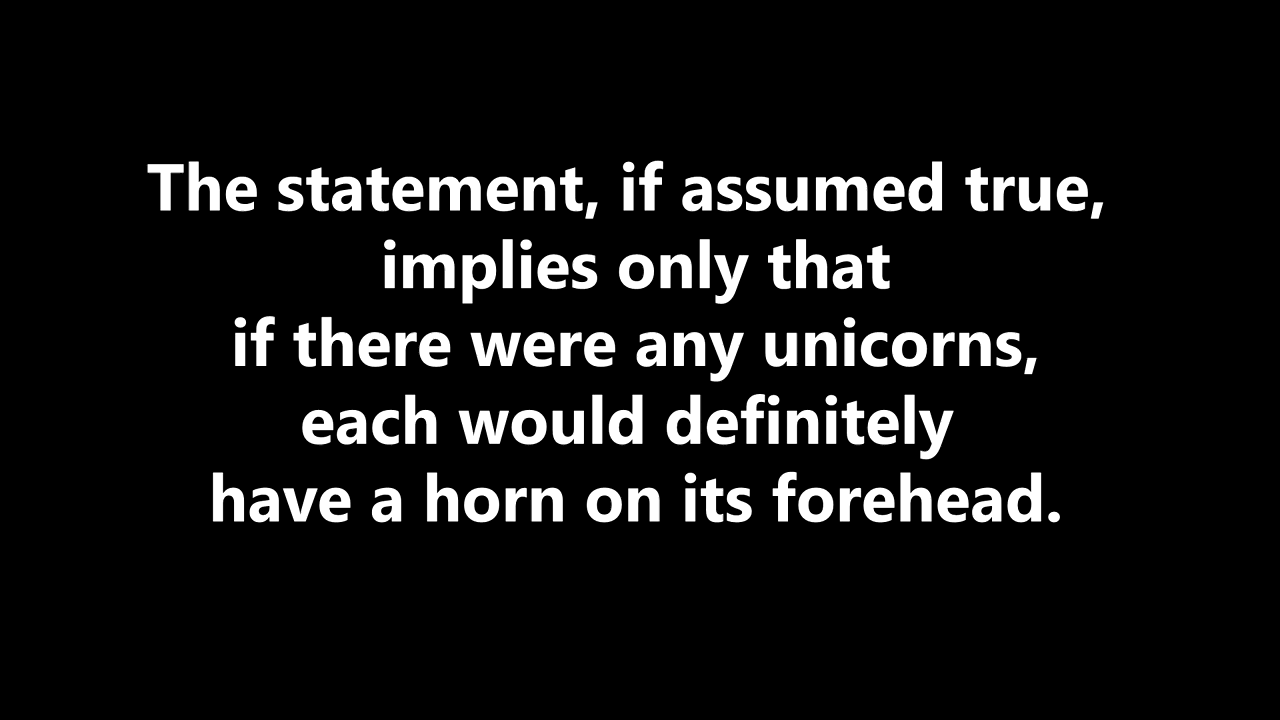 The statement, if assumed true,
implies only that
if there were any unicorns,
each would definitely
have a horn on its forehead.